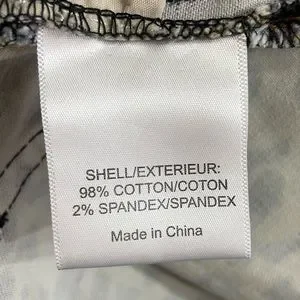 SHELL/EXTERIEUR:
98% COTTON/COTON
2% SPANDEX/SPANDEX
Made in China